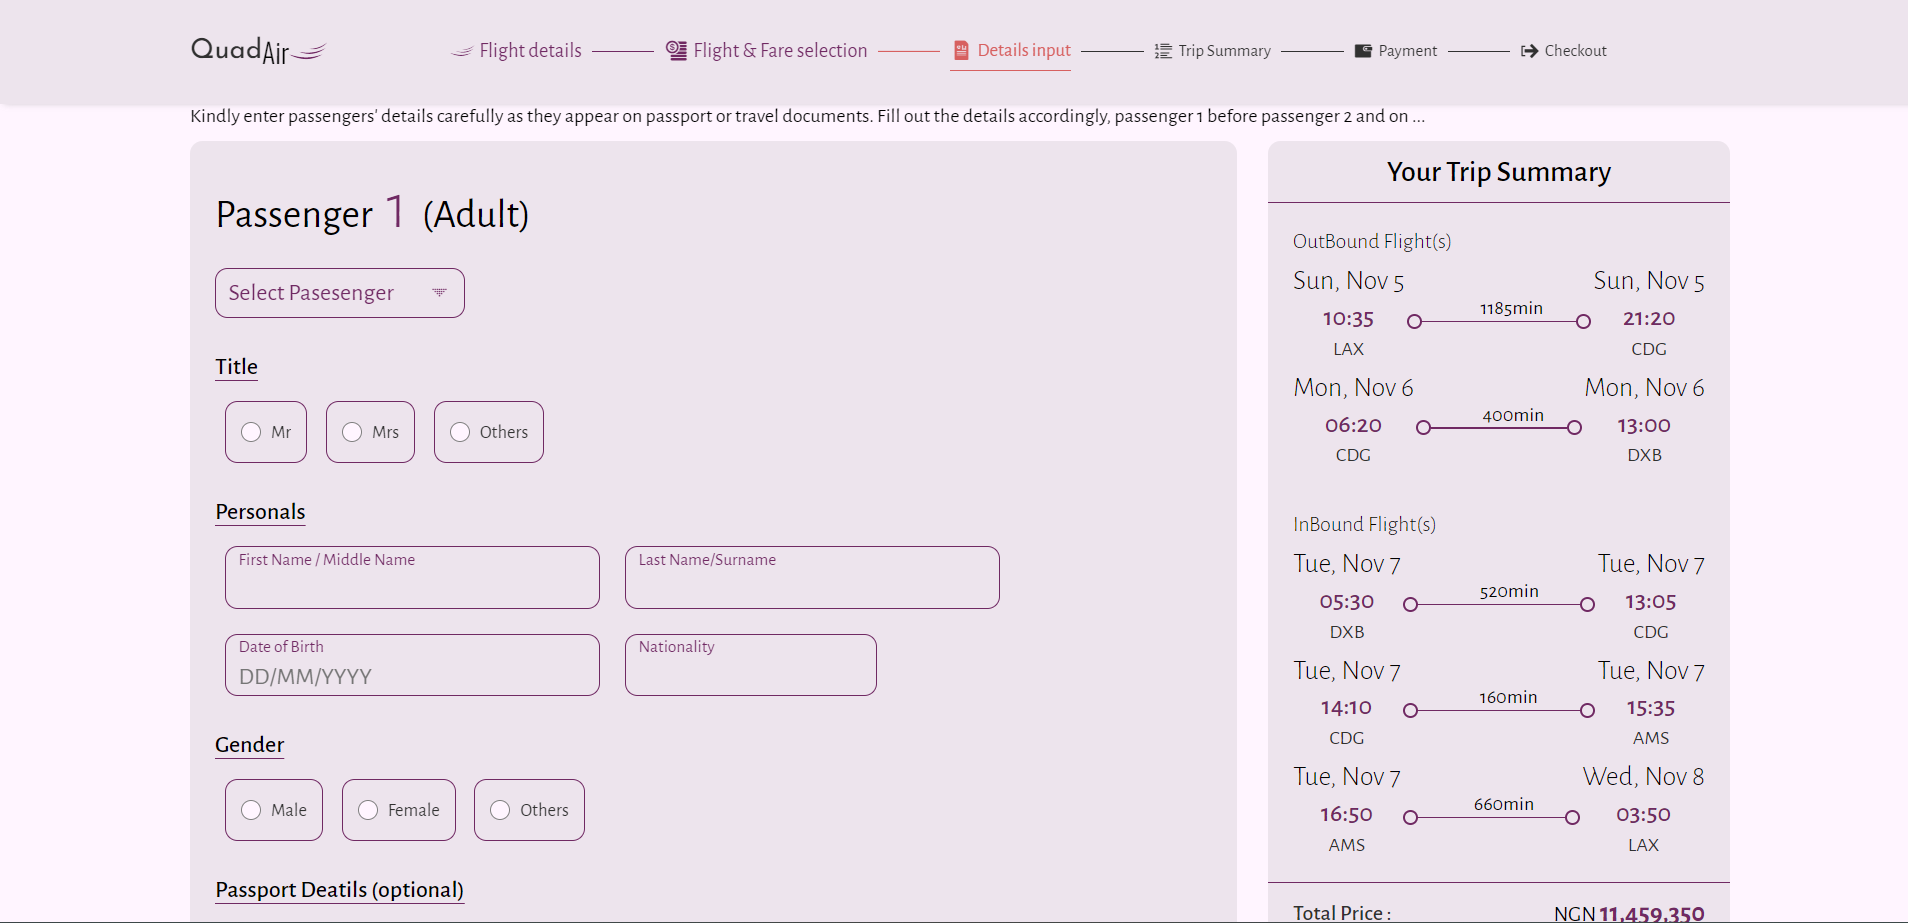 QuadAir
Flight details
Flight & Fare selection
Details input
Trip Summary
Payment
Checkout
Kindly enter passengers' details carefully as they appear on passport or travel documents. Fill out the details accordingly, passenger 1 before passenger 2 and on ...
Passenger 1 (Adult)
Select Pasesenger
Title
Mr
Mrs
Others
Personals
First Name / Middle Name
Last Name/Surname
Date of Birth
DD/MM/YYYY
Nationality
Gender
Male
Female
Others
Passport Deatils (optional)
Your Trip Summary
OutBound Flight(s)
Sun, Nov 5
Sun, Nov 5
10:35
1185min
21:20
LAX
CDG
Mon, Nov 6
Mon, Nov 6
06:20
400min
13:00
CDG
DXB
InBound Flight(s)
Tue, Nov 7
Tue, Nov 7
05:30
520min
13:05
DXB
CDG
Tue, Nov 7
Tue, Nov 7
14:10
160min
15:35
CDG
AMS
Tue, Nov 7
Wed, Nov 8
16:50
660min
03:50
AMS
LAX
Total Price :
NGN 11,459,350